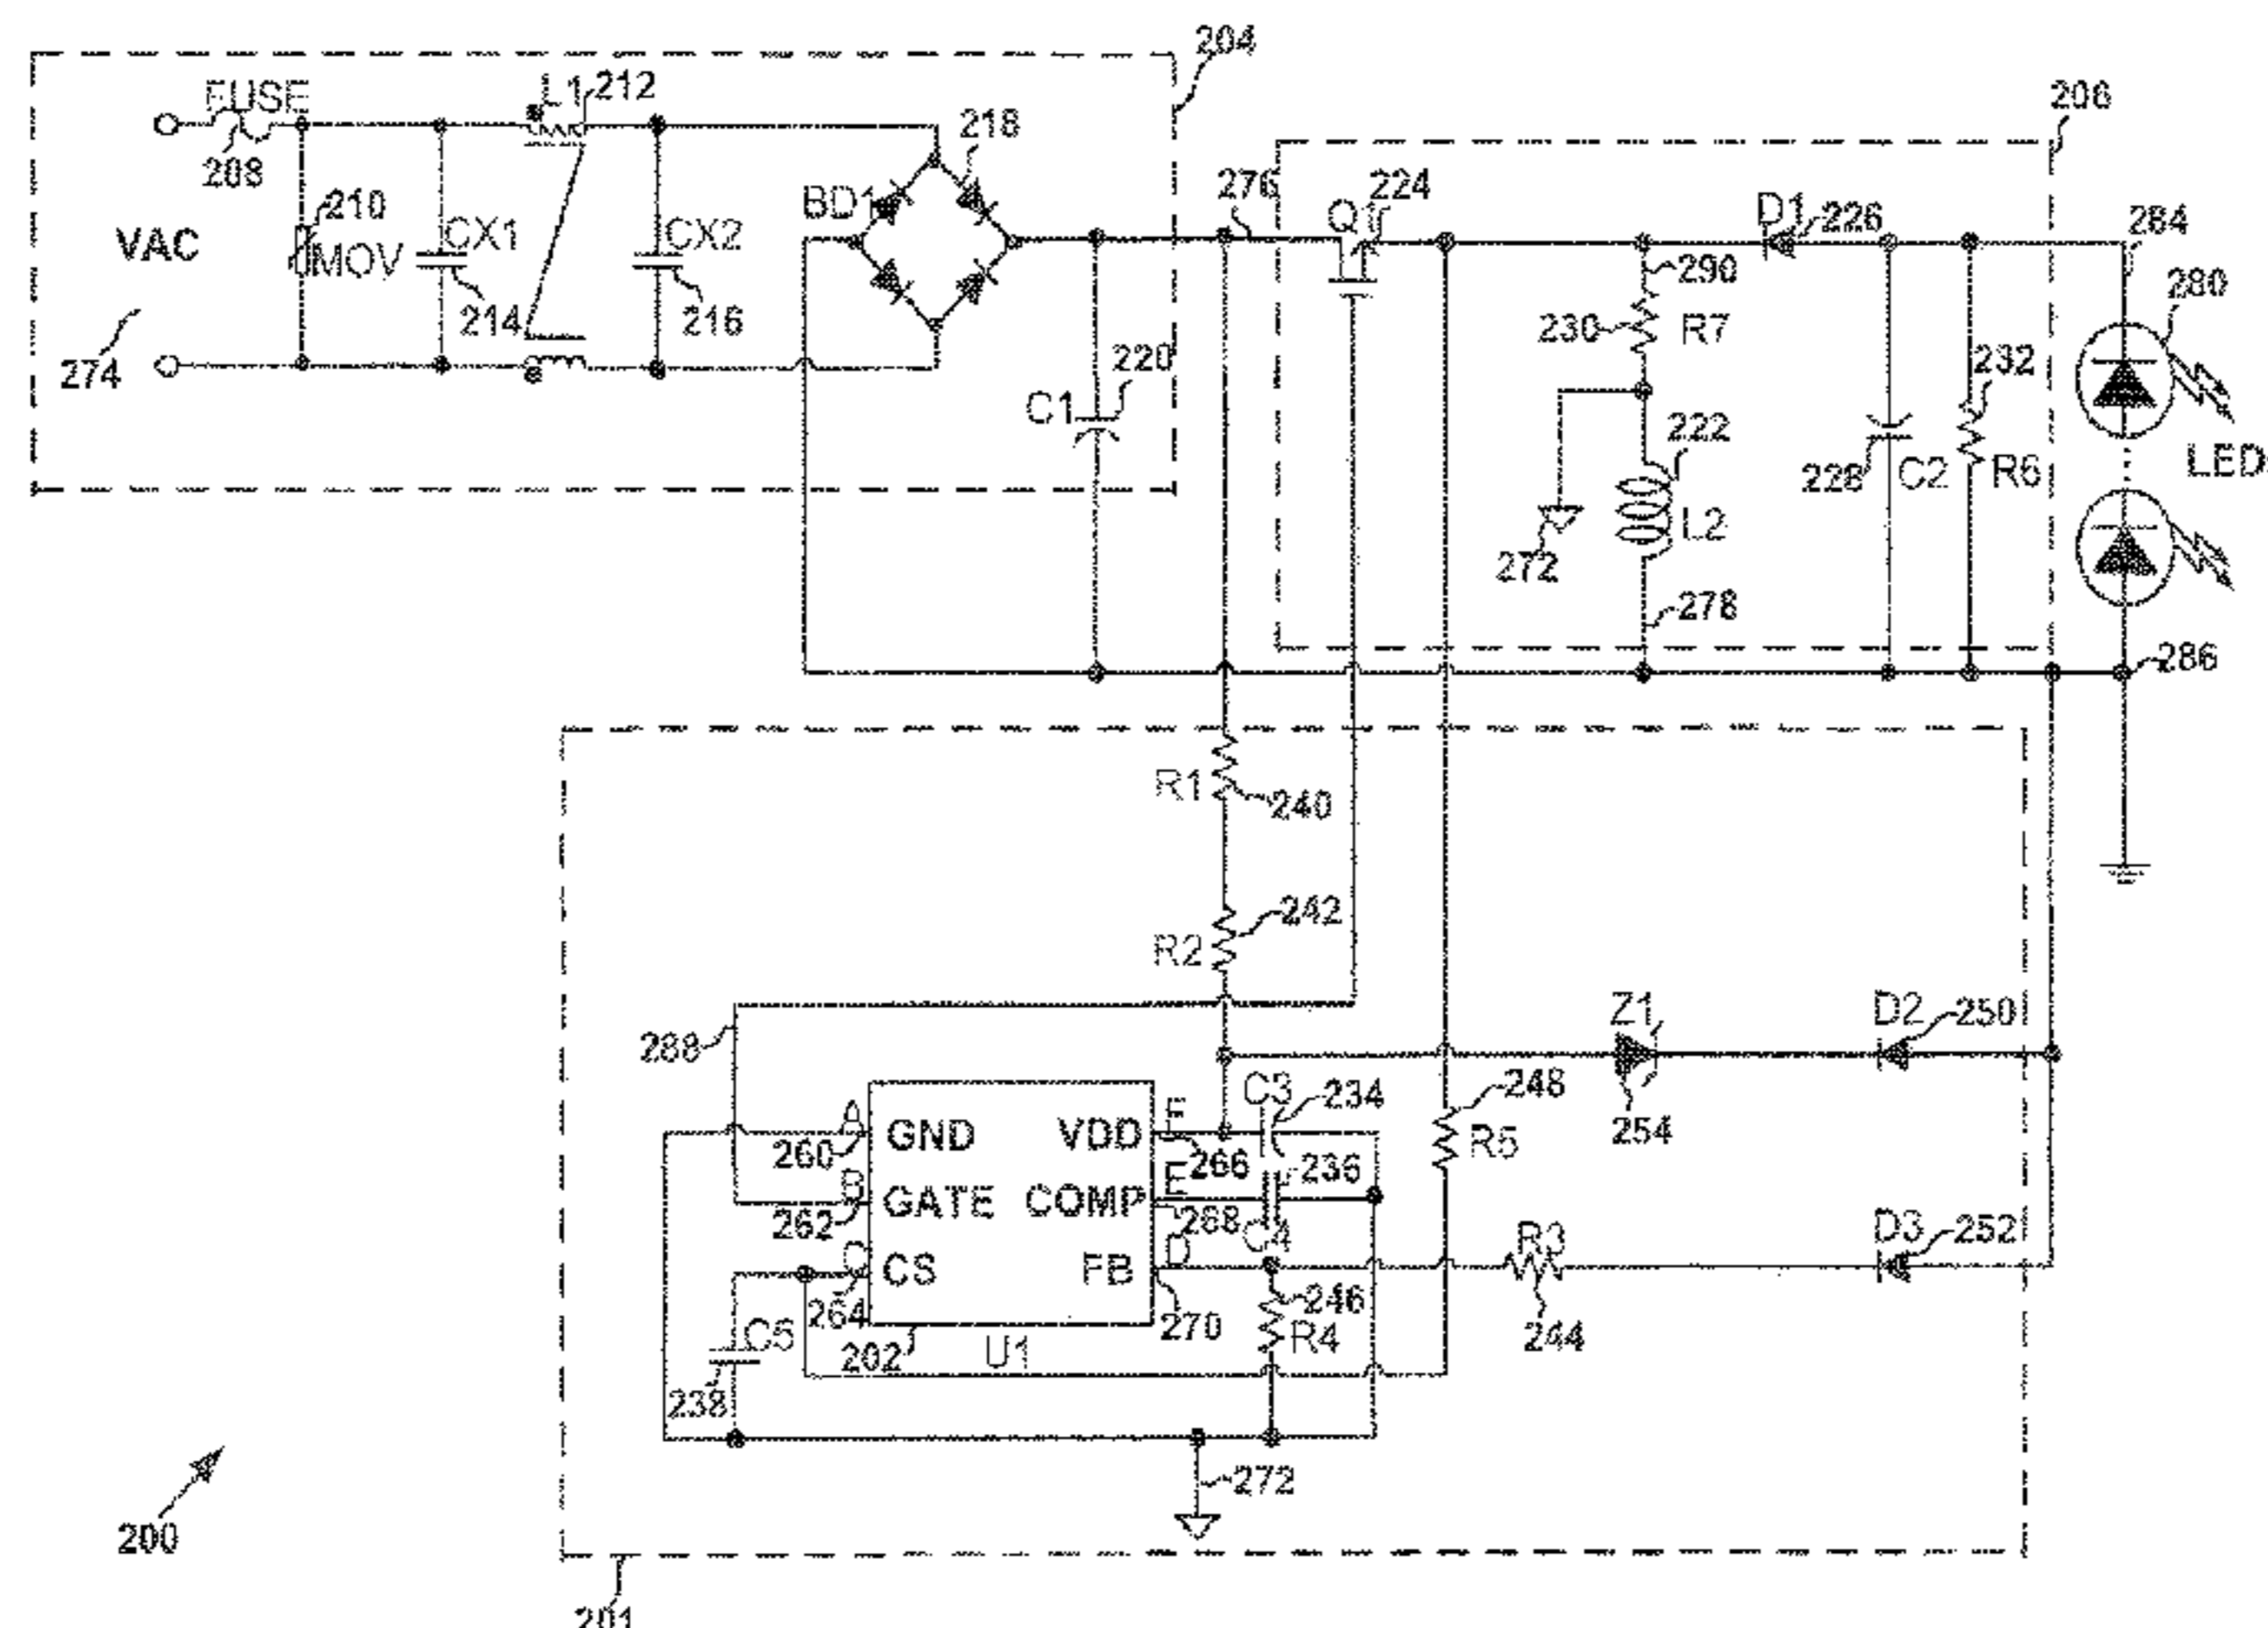 204
FUSE
L1
212
208
218
206
VAC
210
MOV
CX1
214
CX2
216
BD1
276
Q1
224
D1
226
284
290
230
R7
280
274
C1
220
222
L2
272
278
228
C2
232
R6
LED
286
R1
240
R2
242
288
Z1
254
D2
250
A
260
GND
VDD
F
266
C3
234
248
R5
B
262
GATE
COMP
E
268
236
C4
C
264
CS
FB
D
270
R3
244
D3
252
C5
238
202
U1
246
R4
272
200
201